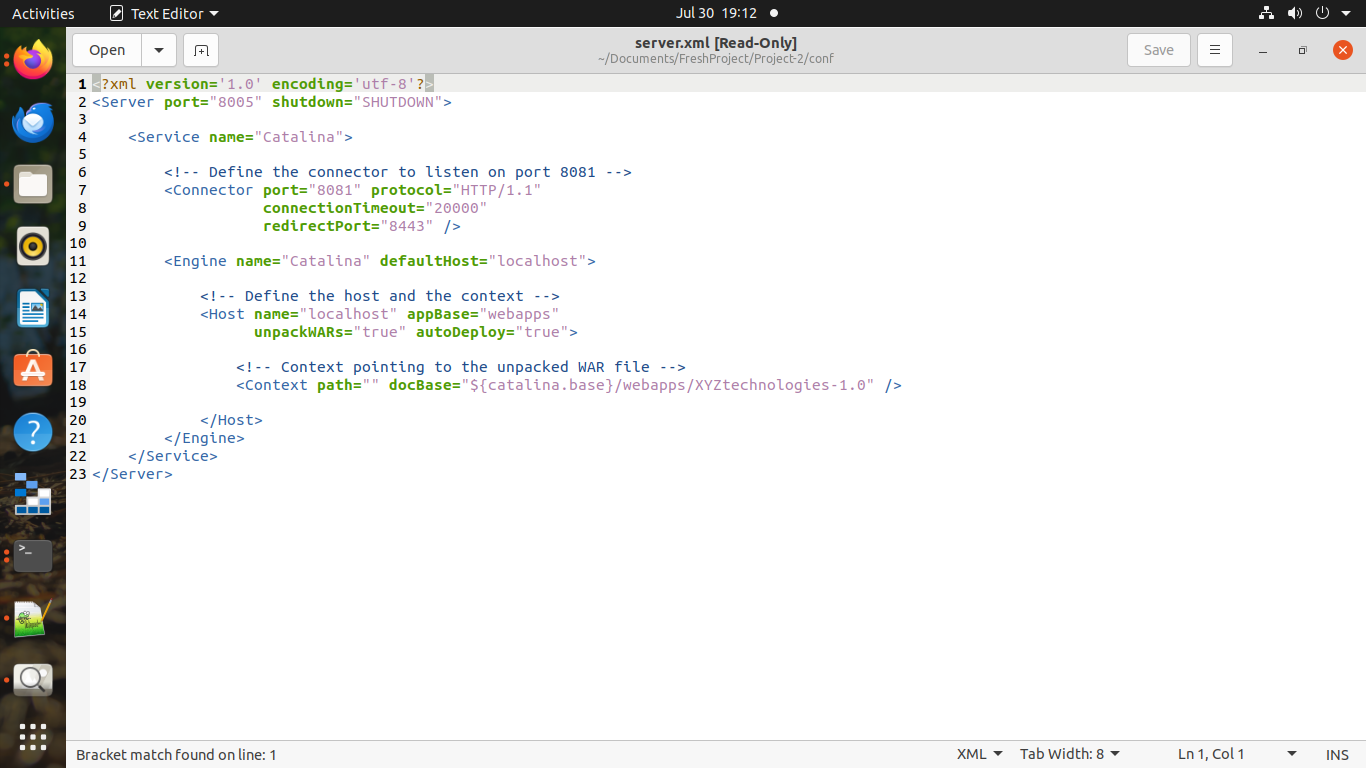 Activities Text Editor Jul 30 19:12
Open server.xml [Read-Only] Save
~/Documents/FreshProject/Project-2/conf
1 <?xml version='1.0' encoding='utf-8'?>
2 <Server port="8005" shutdown="SHUTDOWN">
3
4     <Service name="Catalina">
5
6         <!-- Define the connector to listen on port 8081 -->
7         <Connector port="8081" protocol="HTTP/1.1"
8                    connectionTimeout="20000"
9                    redirectPort="8443" />
10
11         <Engine name="Catalina" defaultHost="localhost">
12
13             <!-- Define the host and the context -->
14             <Host name="localhost" appBase="webapps"
15                   unpackWARs="true" autoDeploy="true">
16
17                 <!-- Context pointing to the unpacked WAR file -->
18                 <Context path="" docBase="${catalina.base}/webapps/XYZtechnologies-1.0" />
19
20             </Host>
21         </Engine>
22     </Service>
23 </Server>
Bracket match found on line: 1 XML Tab Width: 8 Ln 1, Col 1 INS